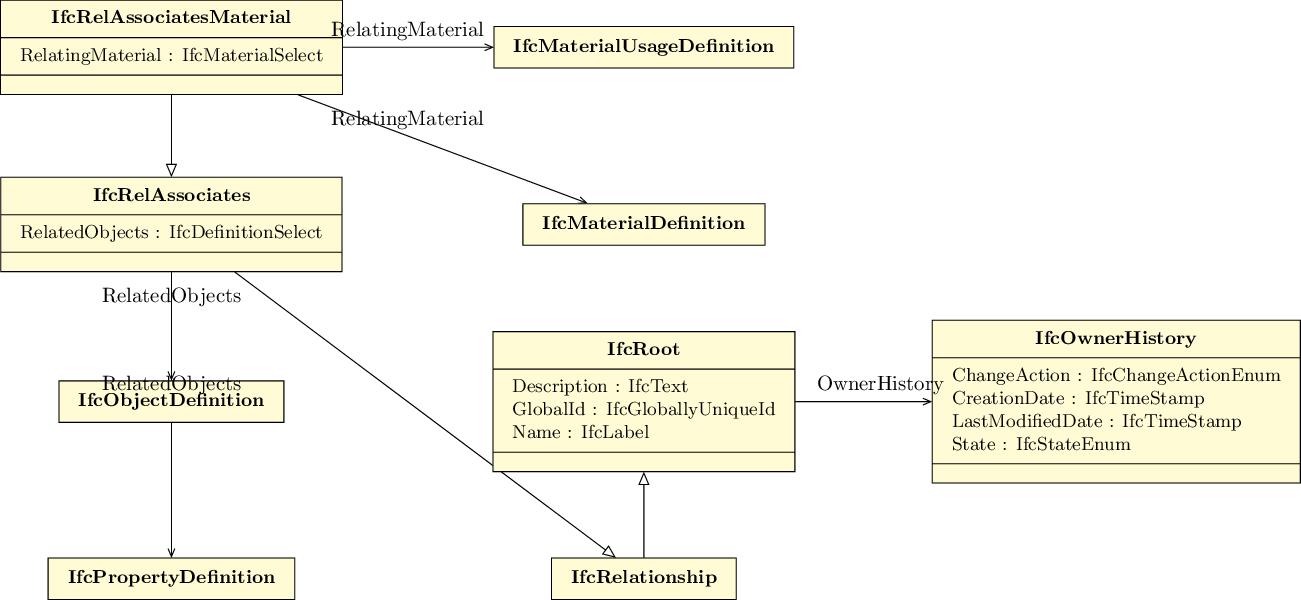 IfcRelAssociatesMaterial
RelatingMaterial : IfcMaterialSelect
RelatingMaterial
IfcMaterialUsageDefinition
RelatingMaterial
IfcRelAssociates
RelatedObjects : IfcDefinitionSelect
IfcMaterialDefinition
RelatedObjects
RelatedObjects
IfcObjectDefinition
IfcRoot
Description : IfcText
GlobalId : IfcGloballyUniqueId
Name : IfcLabel
OwnerHistory
IfcOwnerHistory
ChangeAction : IfcChangeActionEnum
CreationDate : IfcTimeStamp
LastModifiedDate : IfcTimeStamp
State : IfcStateEnum
IfcPropertyDefinition
IfcRelationship